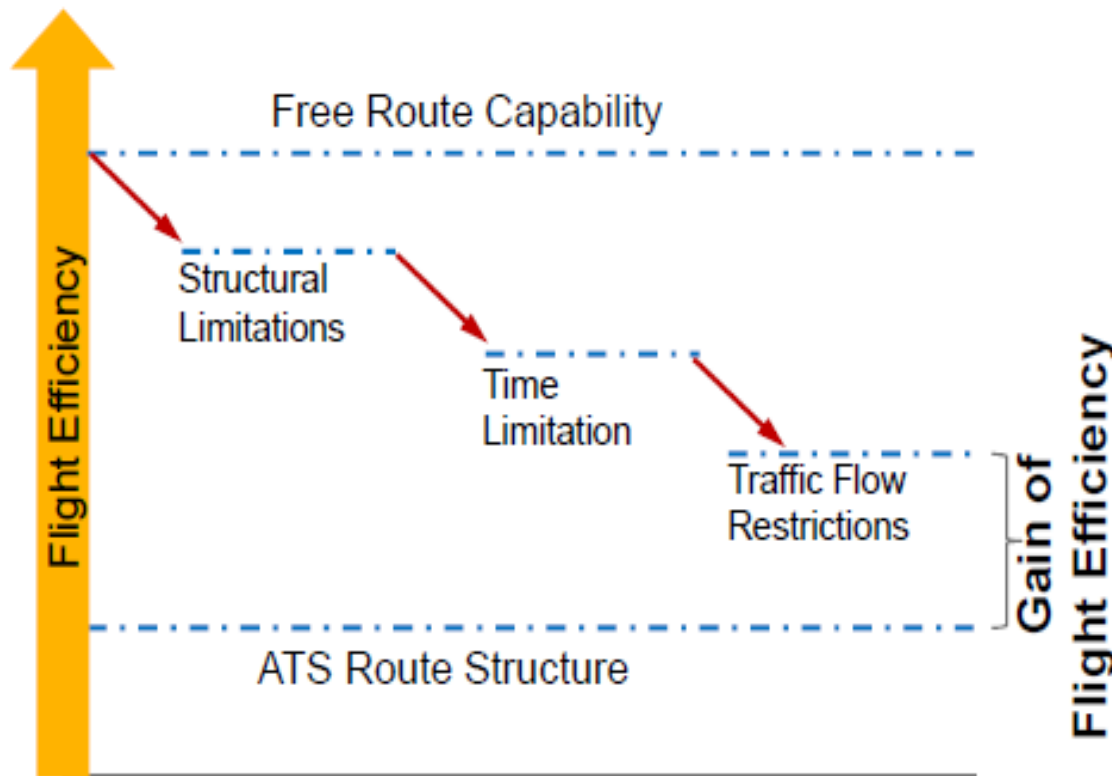 Free Route Capability
Flight Efficiency
Structural
Limitations
Time
Limitation
Traffic Flow
Restrictions
Gain of
Flight Efficiency
ATS Route Structure